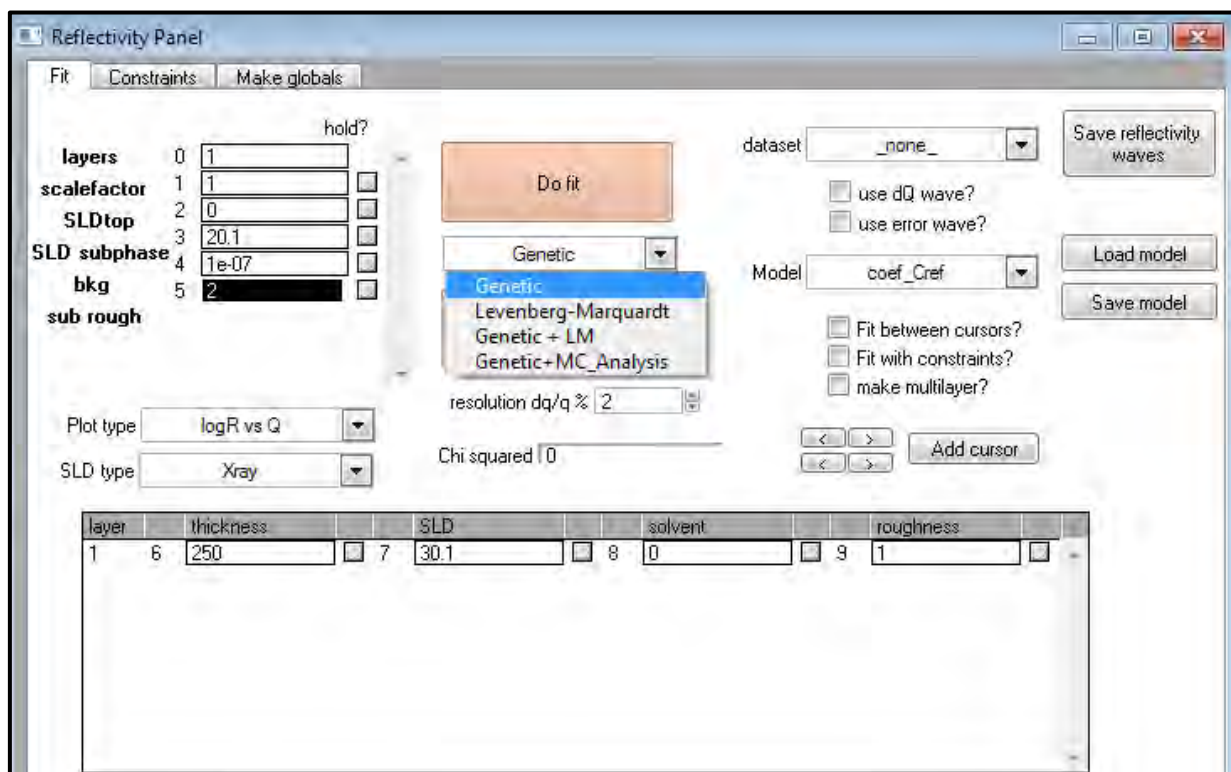 Reflectivity Panel
Fit Constraints Make globals
hold?
layers 0 1
scalefactor 1 1
SLDtop 2 0
SLD subphase 3 20.1
bkg 4 1e-07
sub rough 5 2
Plot type logR vs Q
SLD type Xray
Do fit
Genetic
Genetic
Levenberg-Marquardt
Genetic + LM
Genetic+MC_Analysis
resolution dq/q % 2
Chi squared 0
dataset _none_
use dQ wave?
use error wave?
Model coef_Cref
Fit between cursors?
Fit with constraints?
make multilayer?
< >
< >
Add cursor
Save reflectivity
waves
Load model
Save model
layer thickness SLD solvent roughness
1 6 250 7 30.1 8 0 9 1